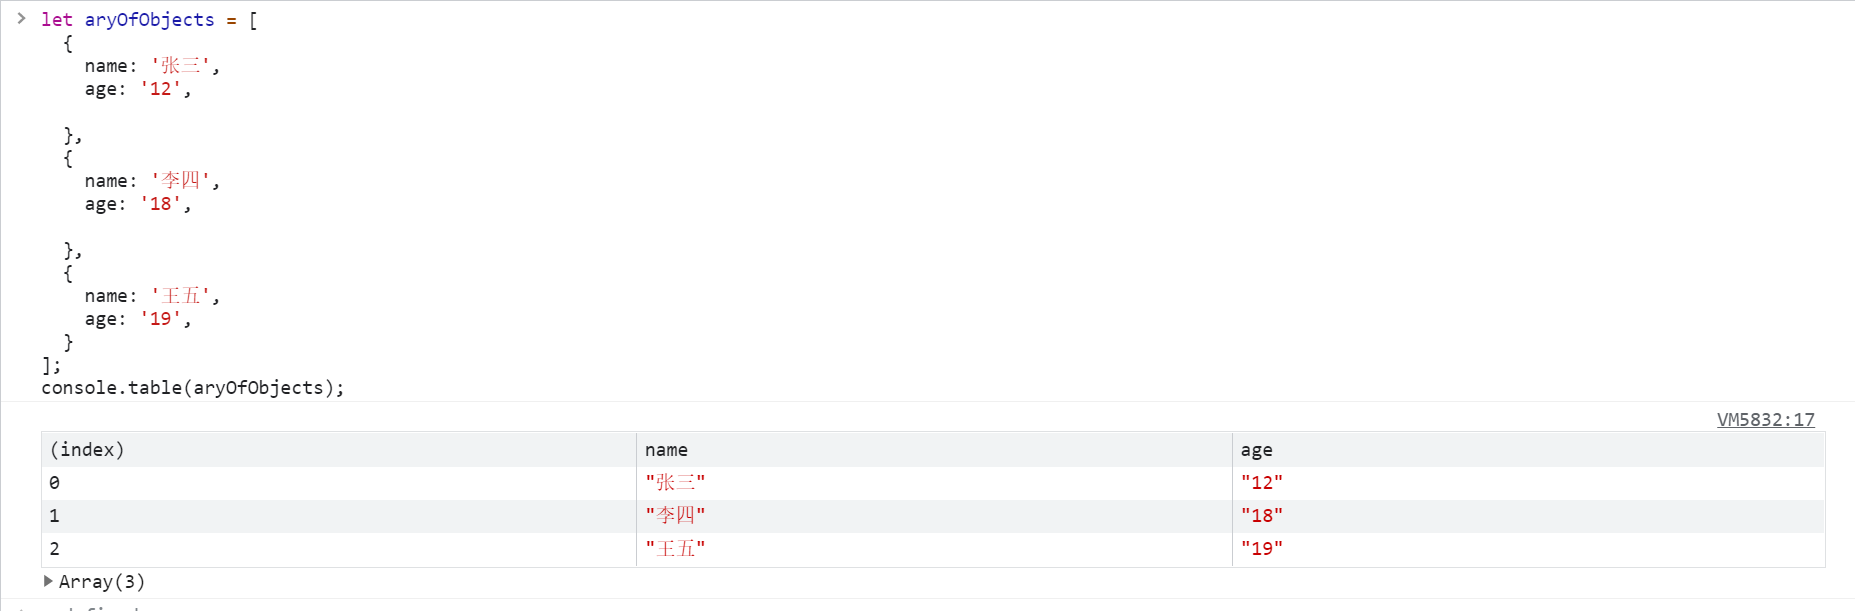 let aryOfObjects = [
{
name: '张三',
age: '12',
},
{
name: '李四',
age: '18',
},
{
name: '王五',
age: '19',
}
];
console.table(aryOfObjects);
VM5832:17
(index) name age
0 "张三" "12"
1 "李四" "18"
2 "王五" "19"
Array(3)